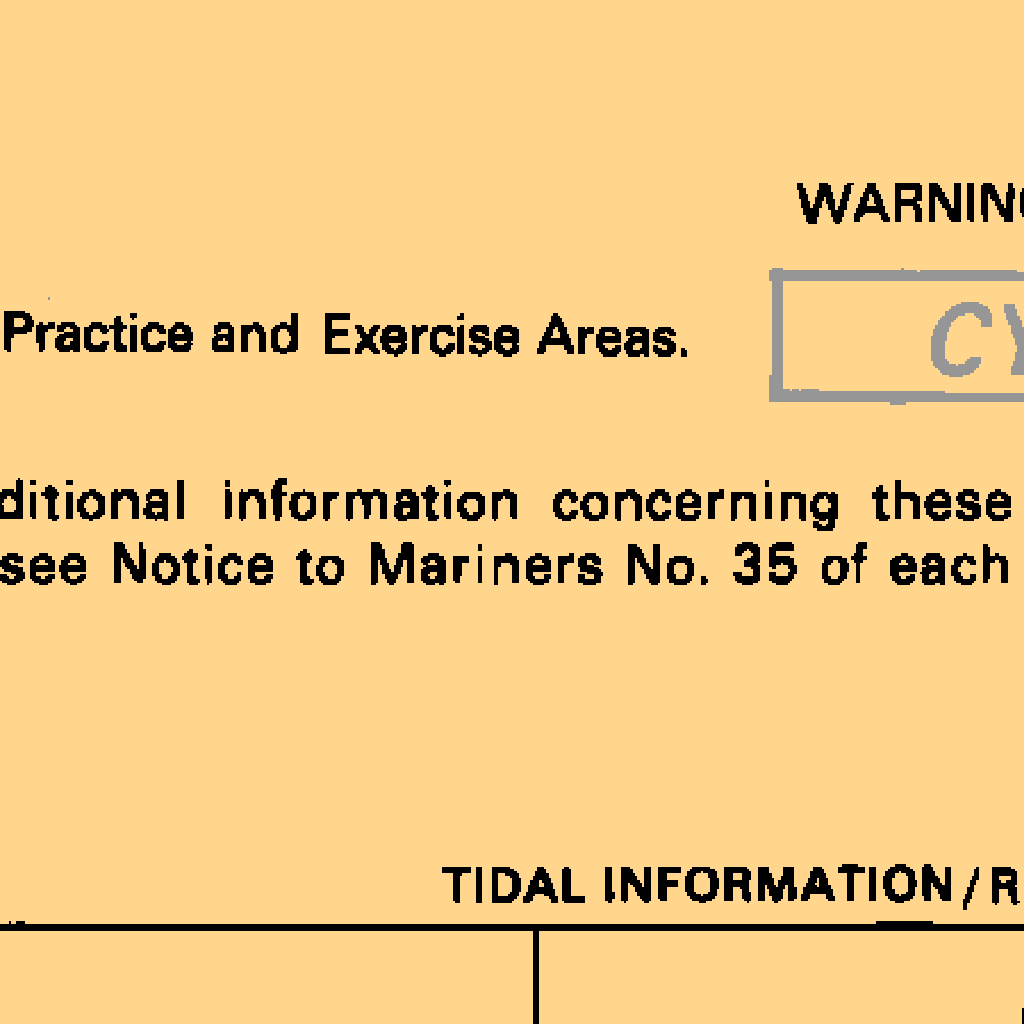 WARNING
Practice and Exercise Areas.
CY
ditional information concerning these
see Notice to Mariners No. 35 of each
TIDAL INFORMATION/R